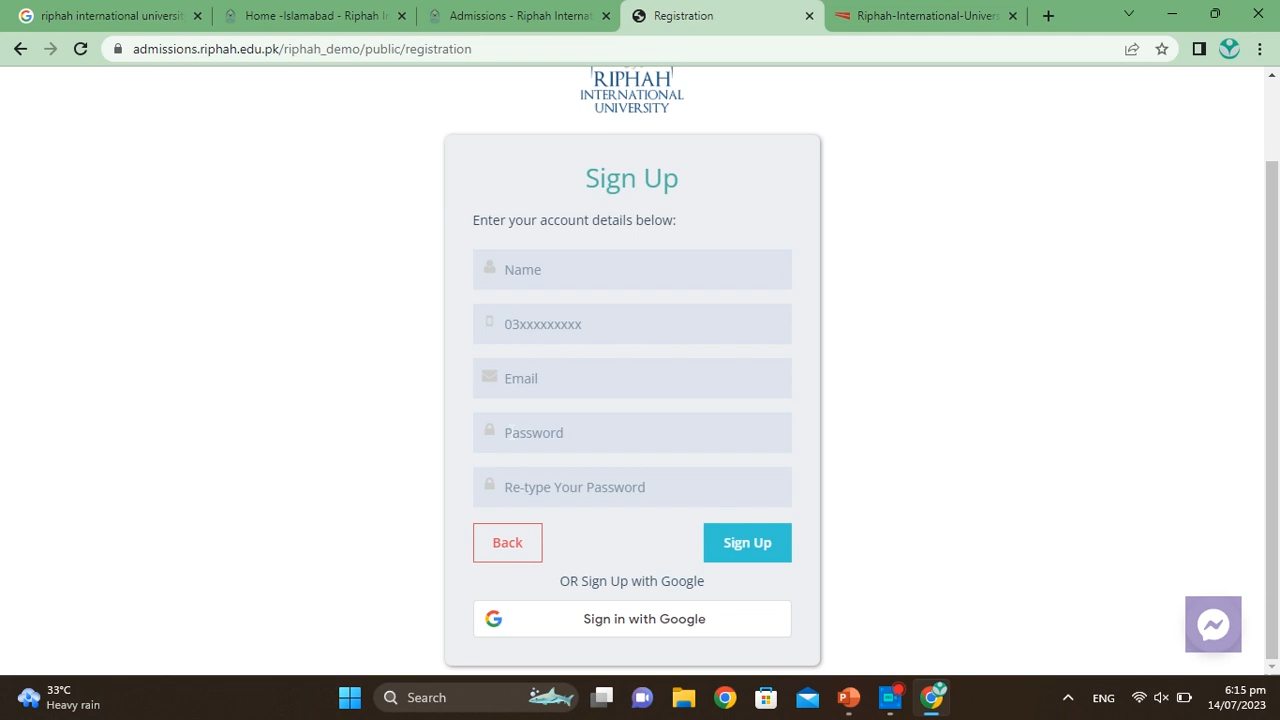 riphah international universit
Home -Islamabad - Riphah In
Admissions - Riphah Internat
Registration
Riphah-International-Univers
admissions.riphah.edu.pk/riphah_demo/public/registration
RIPHAH
INTERNATIONAL
UNIVERSITY
Sign Up
Enter your account details below:
Name
03xxxxxxxxx
Email
Password
Re-type Your Password
Back
Sign Up
OR Sign Up with Google
Sign in with Google
33°C
Heavy rain
Search
ENG
6:15 pm
14/07/2023